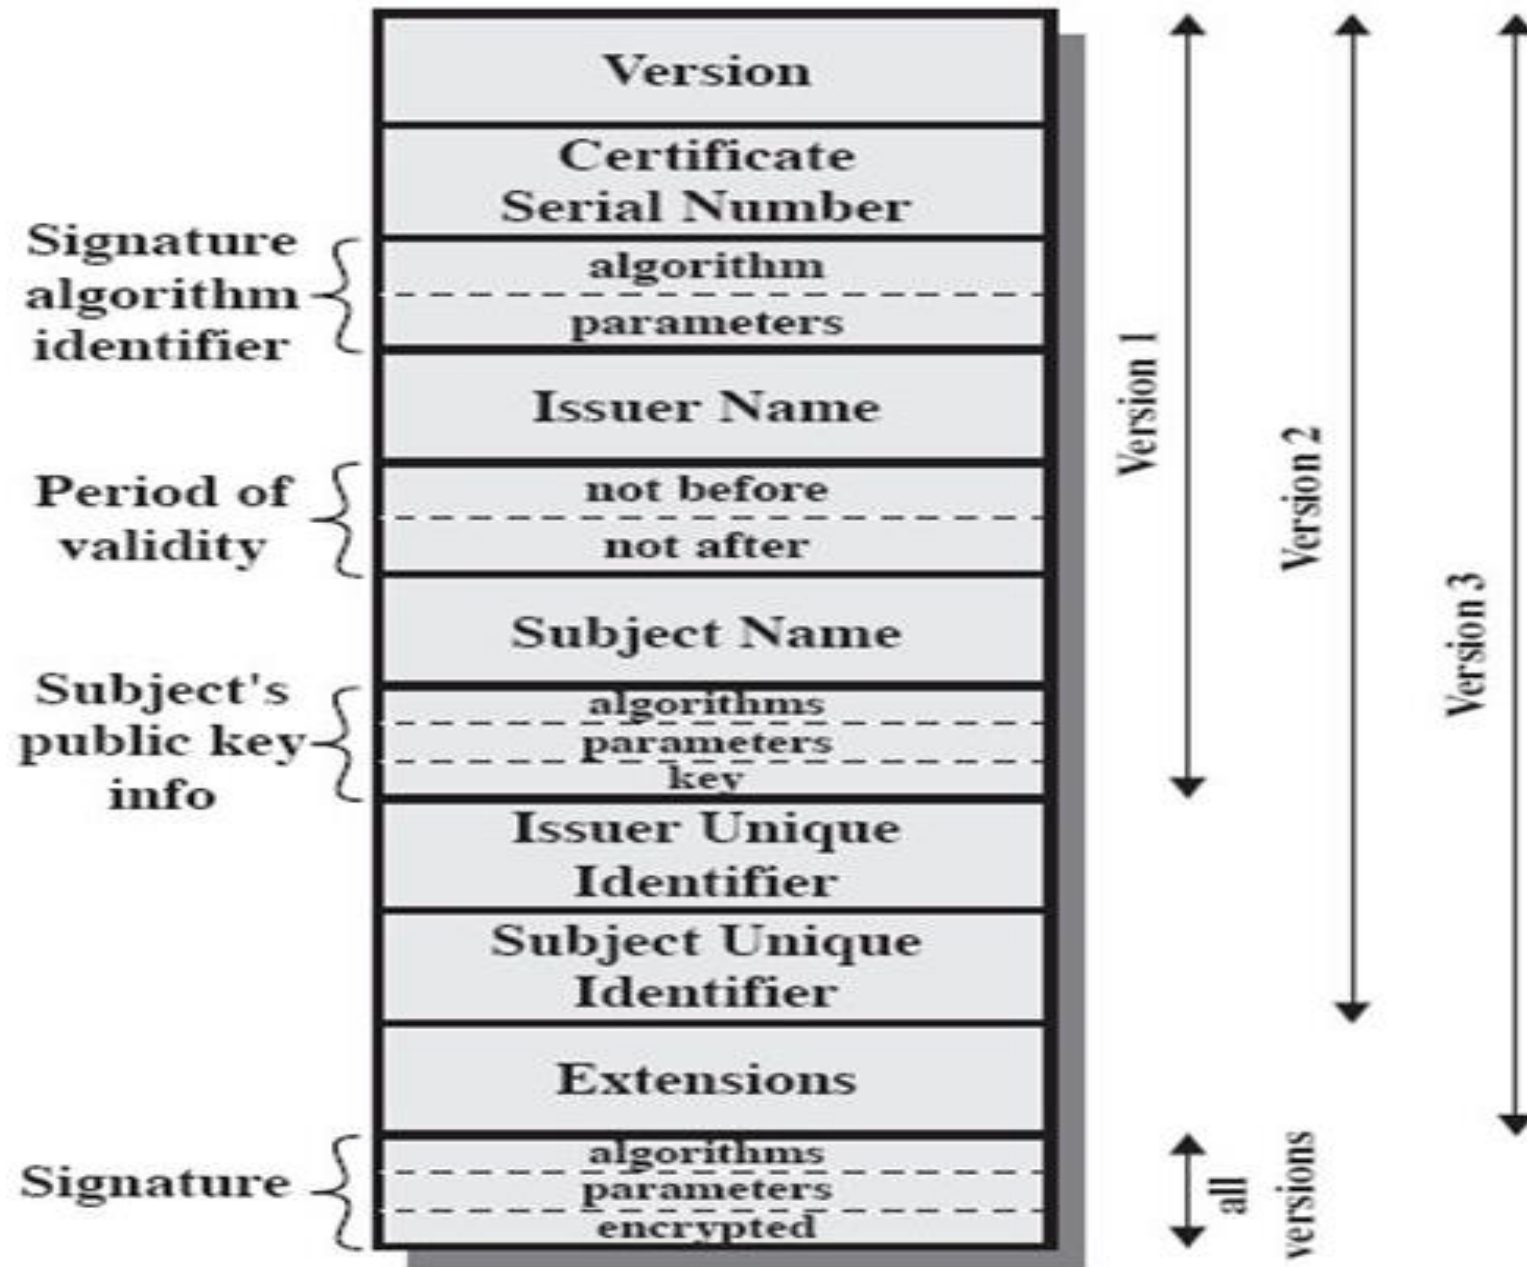 Version
Certificate
Serial Number
Signature
algorithm
identifier
algorithm
parameters
Issuer Name
Period of
validity
not before
not after
Subject Name
Subject's
public key
info
algorithms
parameters
key
Issuer Unique
Identifier
Subject Unique
Identifier
Extensions
Signature
algorithms
parameters
encrypted
Version 1
Version 2
Version 3
all
versions